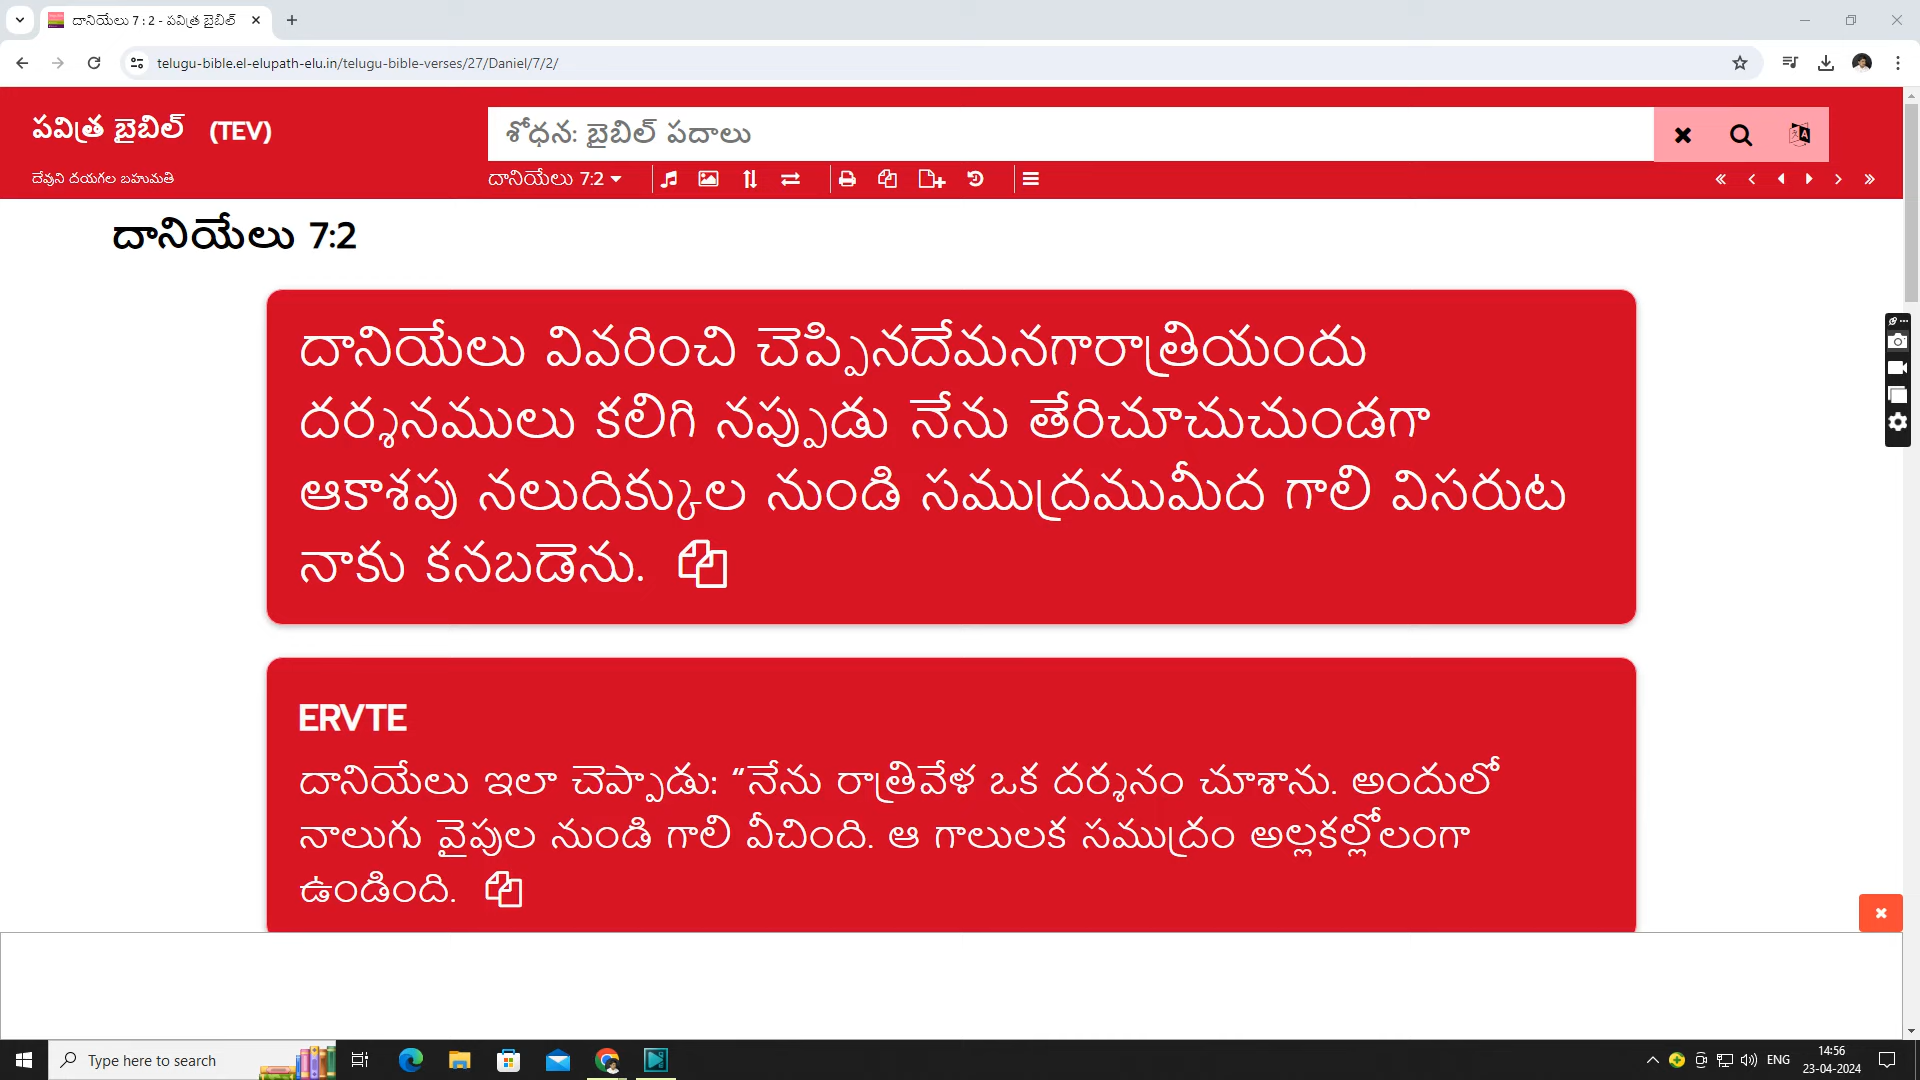 దానియేలు 7 : 2 - పవిత్ర బైబిల్
telugu-bible.el-elupath-elu.in/telugu-bible-verses/27/Daniel/7/2/
పవిత్ర బైబిల్ (TEV)
శోధన: బైబిల్ పదాలు
దేవుని దయగల బహుమతి
దానియేలు 7:2
దానియేలు 7:2
దానియేలు వివరించి చెప్పినదేమనగారాత్రియందు
దర్శనములు కలిగి నప్పుడు నేను తేరిచూచుచుండగా
ఆకాశపు నలుదిక్కుల నుండి సముద్రముమీద గాలి విసరుట
నాకు కనబడెను.
ERVTE
దానియేలు ఇలా చెప్పాడు: “నేను రాత్రివేళ ఒక దర్శనం చూశాను. అందులో
నాలుగు వైపుల నుండి గాలి వీచింది. ఆ గాలులక సముద్రం అల్లకల్లోలంగా
ఉండింది.
Type here to search
ENG
14:56
23-04-2024